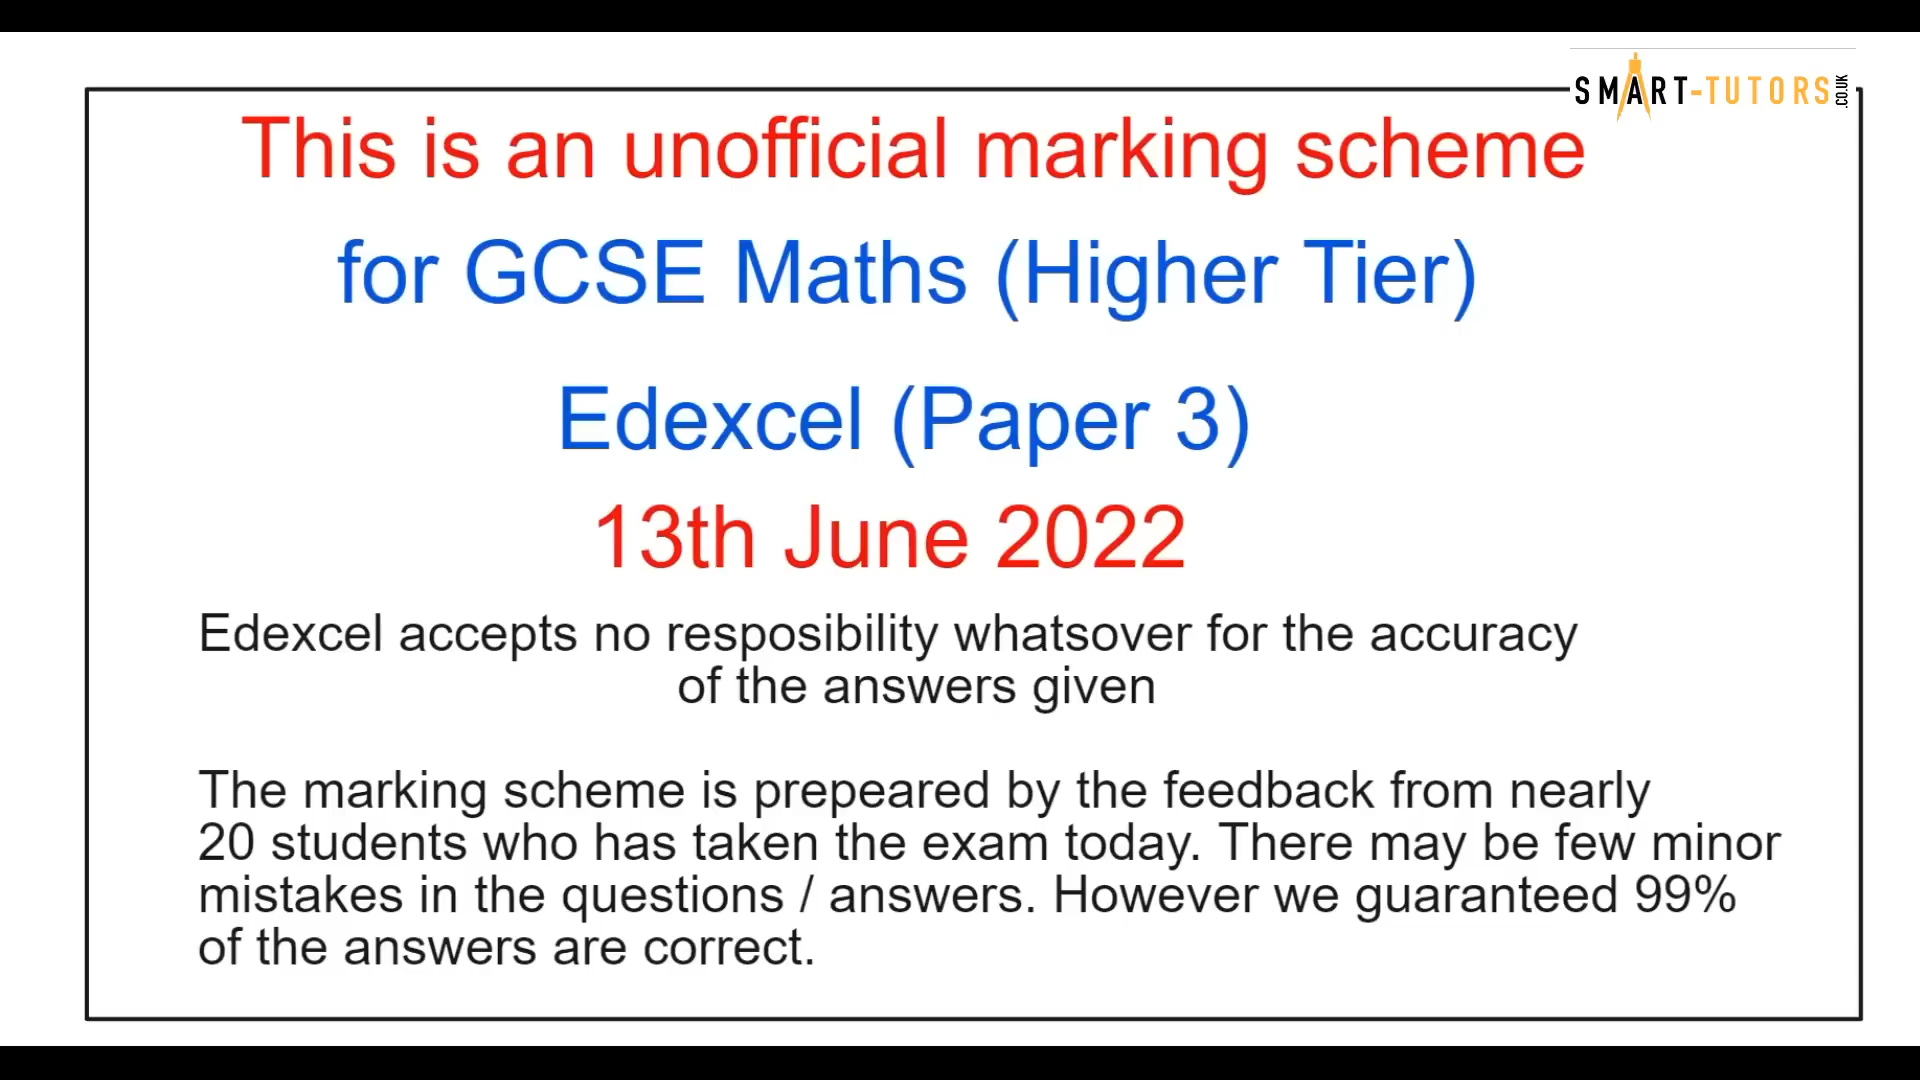 SMART-TUTORS.CO.UK
This is an unofficial marking scheme
for GCSE Maths (Higher Tier)
Edexcel (Paper 3)
13th June 2022
Edexcel accepts no resposibility whatsover for the accuracy
of the answers given
The marking scheme is prepeared by the feedback from nearly
20 students who has taken the exam today. There may be few minor
mistakes in the questions / answers. However we guaranteed 99%
of the answers are correct.